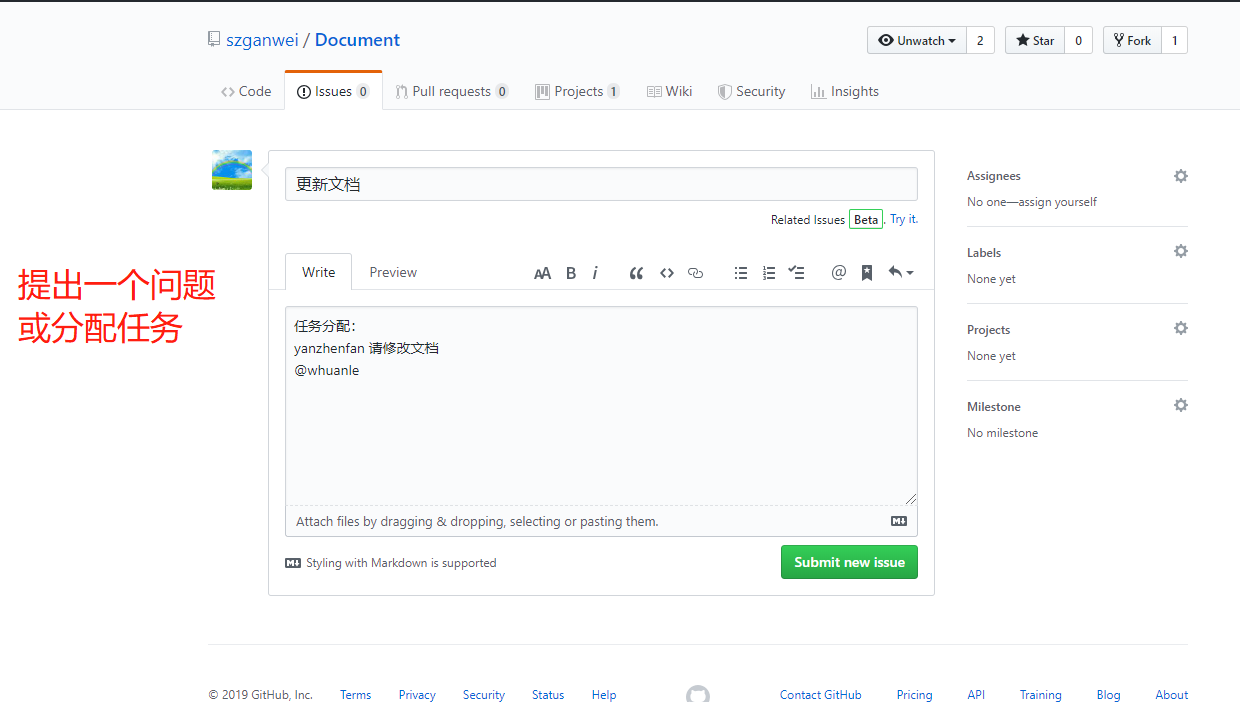 szganwei / Document
Unwatch 2 Star 0 Fork 1
Code Issues 0 Pull requests 0 Projects 1 Wiki Security Insights
更新文档
Related Issues Beta. Try it.
Write Preview AA B i
提出一个问题
或分配任务
任务分配：
yanzhenfan 请修改文档
@whuanle
Attach files by dragging & dropping, selecting or pasting them.
Styling with Markdown is supported
Submit new issue
Assignees
No one—assign yourself
Labels
None yet
Projects
None yet
Milestone
No milestone
© 2019 GitHub, Inc. Terms Privacy Security Status Help Contact GitHub Pricing API Training Blog About